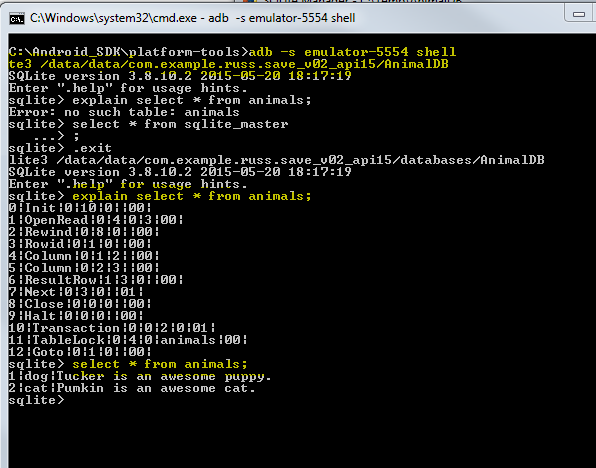 C:\Windows\system32\cmd.exe - adb -s emulator-5554 shell
C:\Android_SDK\platform-tools>adb -s emulator-5554 shell
te3 /data/data/com.example.russ.save_v02_api15/AnimalDB
SQLite version 3.8.10.2 2015-05-20 18:17:19
Enter ".help" for usage hints.
sqlite> explain select * from animals;
Error: no such table: animals
sqlite> select * from sqlite_master
   ...> ;
sqlite> .exit
lite3 /data/data/com.example.russ.save_v02_api15/databases/AnimalDB
SQLite version 3.8.10.2 2015-05-20 18:17:19
Enter ".help" for usage hints.
sqlite> explain select * from animals;
0|Init|0|10|0||00|
1|OpenRead|0|4|0|3|00|
2|Rewind|0|8|0||00|
3|Rowid|0|1|0||00|
4|Column|0|1|2||00|
5|Column|0|2|3||00|
6|ResultRow|1|3|0||00|
7|Next|0|3|0||01|
8|Close|0|0|0||00|
9|Halt|0|0|0||00|
10|Transaction|0|0|2|0|01|
11|TableLock|0|4|0|animals|00|
12|Goto|0|1|0||00|
sqlite> select * from animals;
1|dog|Tucker is an awesome puppy.
2|cat|Pumkin is an awesome cat.
sqlite>